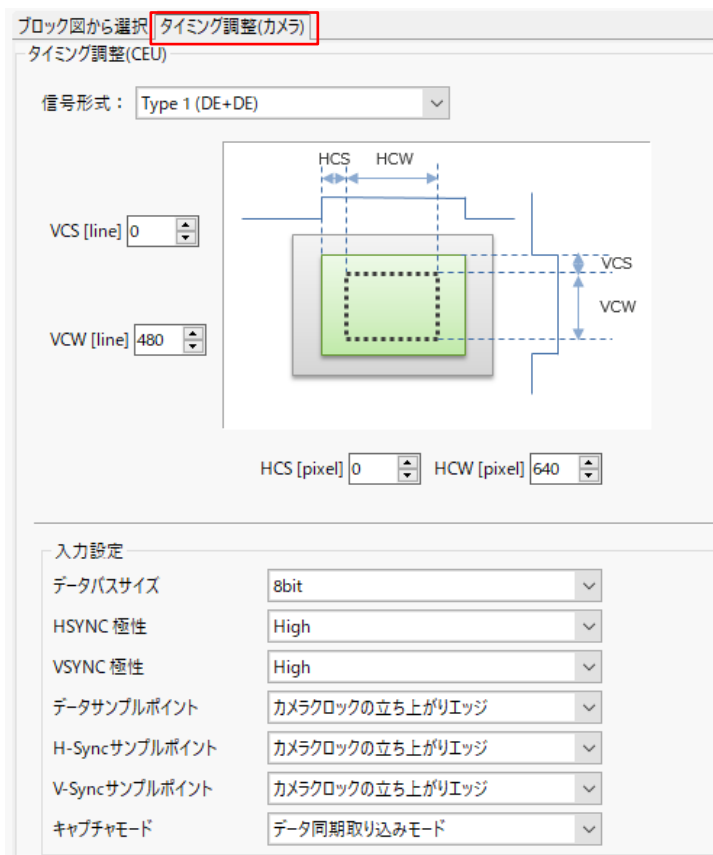 ブロック図から選択 タイミング調整(カメラ)
タイミング調整(CEU)
信号形式： Type 1 (DE+DE)
HCS HCW
VCS [line] 0
VCS
VCW
VCW [line] 480
HCS [pixel] 0 HCW [pixel] 640
入力設定
データバスサイズ 8bit
HSYNC 極性 High
VSYNC 極性 High
データサンプルポイント カメラクロックの立ち上がりエッジ
H-Syncサンプルポイント カメラクロックの立ち上がりエッジ
V-Syncサンプルポイント カメラクロックの立ち上がりエッジ
キャプチャモード データ同期取り込みモード